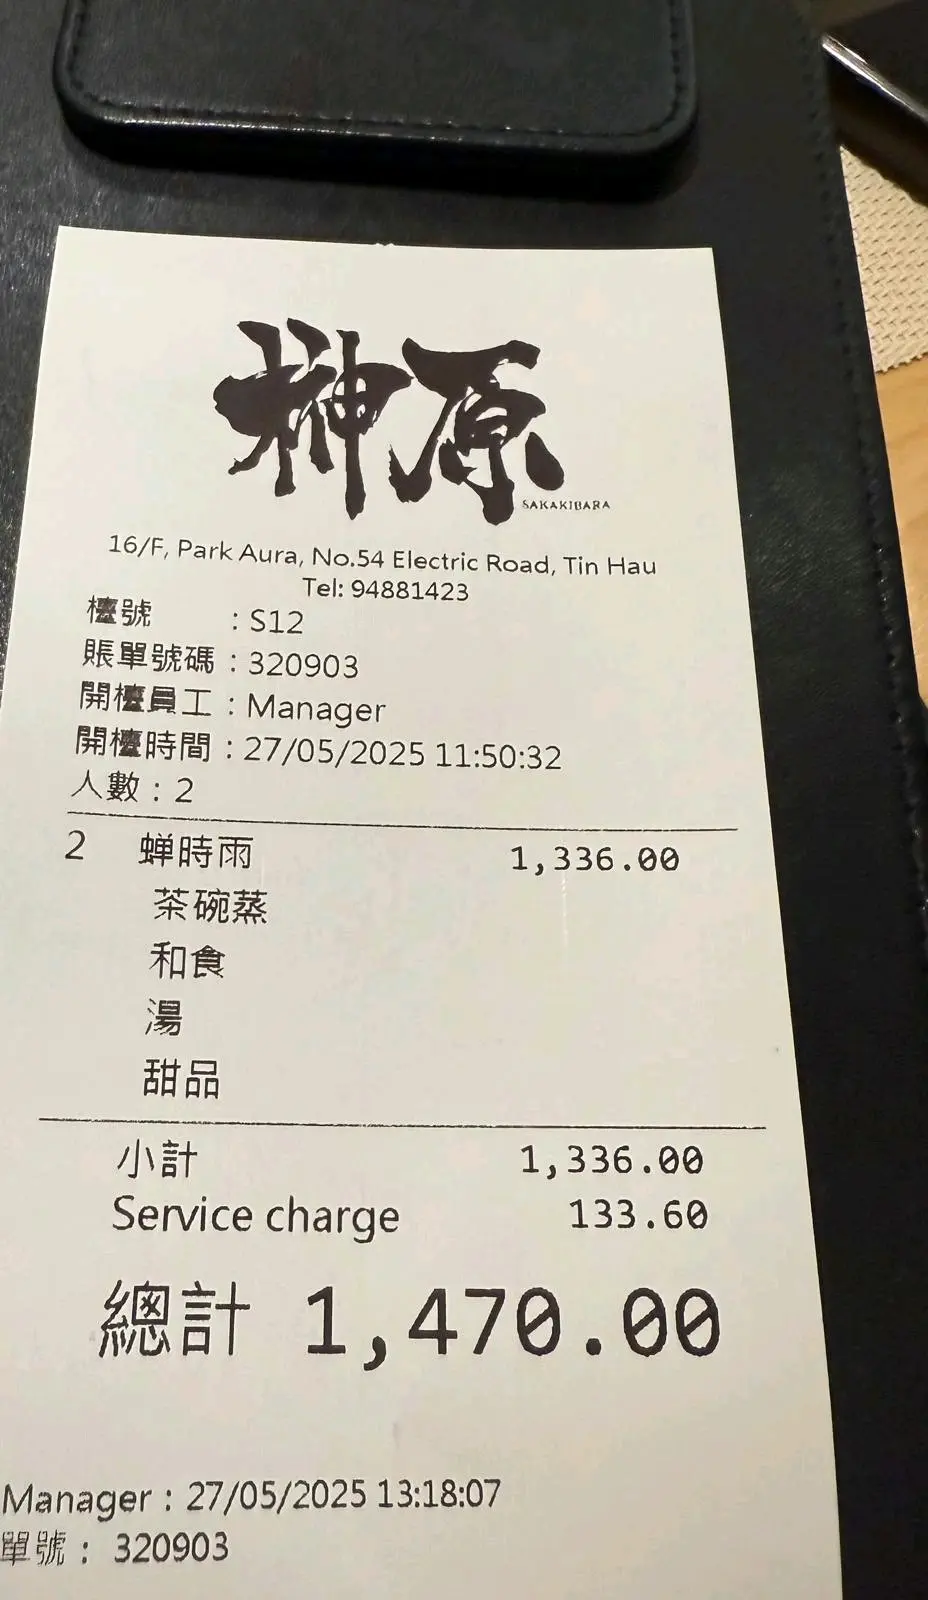 榊原
SAKAKIBARA
16/F, Park Aura, No.54 Electric Road, Tin Hau
Tel: 94881423
檯號 : S12
賬單號碼 : 320903
開檯員工 : Manager
開檯時間 : 27/05/2025 11:50:32
人數 : 2
2 蝉時雨 1,336.00
茶碗蒸
和食
湯
甜品
小計 1,336.00
Service charge 133.60
總計 1,470.00
Manager : 27/05/2025 13:18:07
單號 : 320903